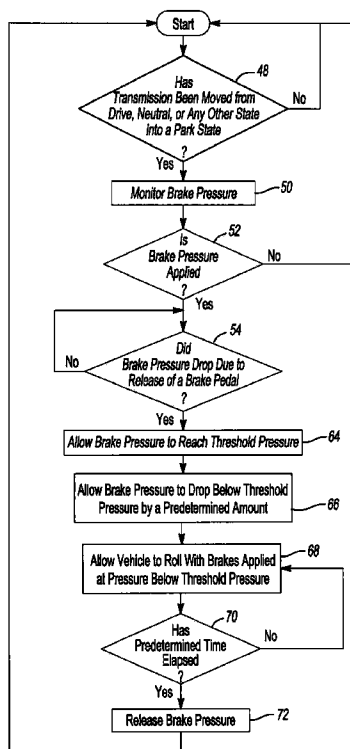 Start
48
Has
Transmission Been Moved from
Drive, Neutral, or Any Other State
Into a Park State
?
No
Yes
Monitor Brake Pressure
50
52
Is
Brake Pressure
Applied
?
No
Yes
54
Did
Brake Pressure Drop Due to
Release of a Brake Pedal
?
No
Yes
Allow Brake Pressure to Reach Threshold Pressure
64
Allow Brake Pressure to Drop Below Threshold
Pressure by a Predetermined Amount
66
68
Allow Vehicle to Roll With Brakes Applied
at Pressure Below Threshold Pressure
70
Has
Predetermined Time
Elapsed
?
No
Yes
Release Brake Pressure
72